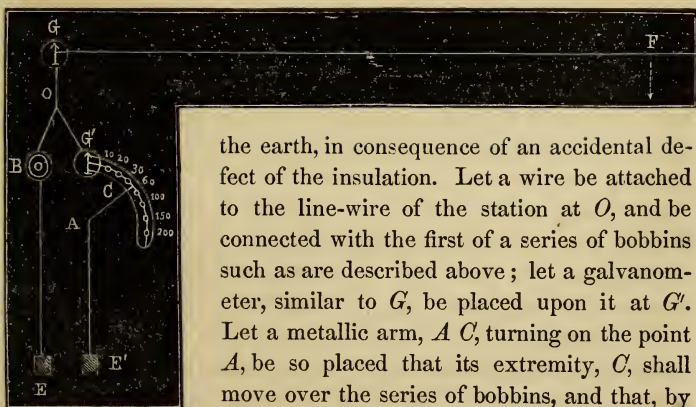 G
F
O
G'
B
10 20 30 60 100 150 200
C
A
E
E'
the earth, in consequence of an accidental de-
fect of the insulation. Let a wire be attached
to the line-wire of the station at O, and be
connected with the first of a series of bobbins
such as are described above; let a galvanom-
eter, similar to G, be placed upon it at G'.
Let a metallic arm, A C, turning on the point
A, be so placed that its extremity, C, shall
move over the series of bobbins, and that, by